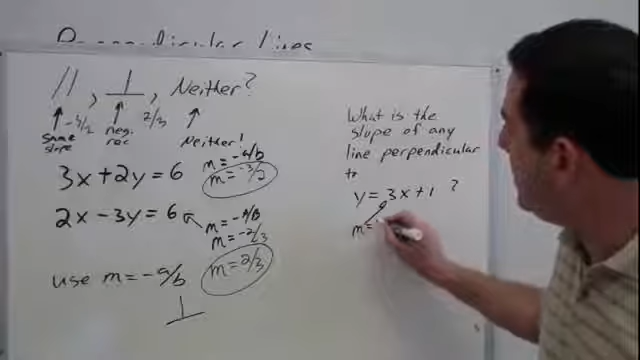 Perpendicular Lines
// , ⊥ , Neither?
-3/2 2/3
same slope
neg. rec
Neither!
3x+2y=6
m=-a/b
m=-3/2
2x-3y=6
m=-a/b
m=-2/-3
m=2/3
use m=-a/b
⊥
What is the
slope of any
line perpendicular
to
y=3x+1 ?
m=